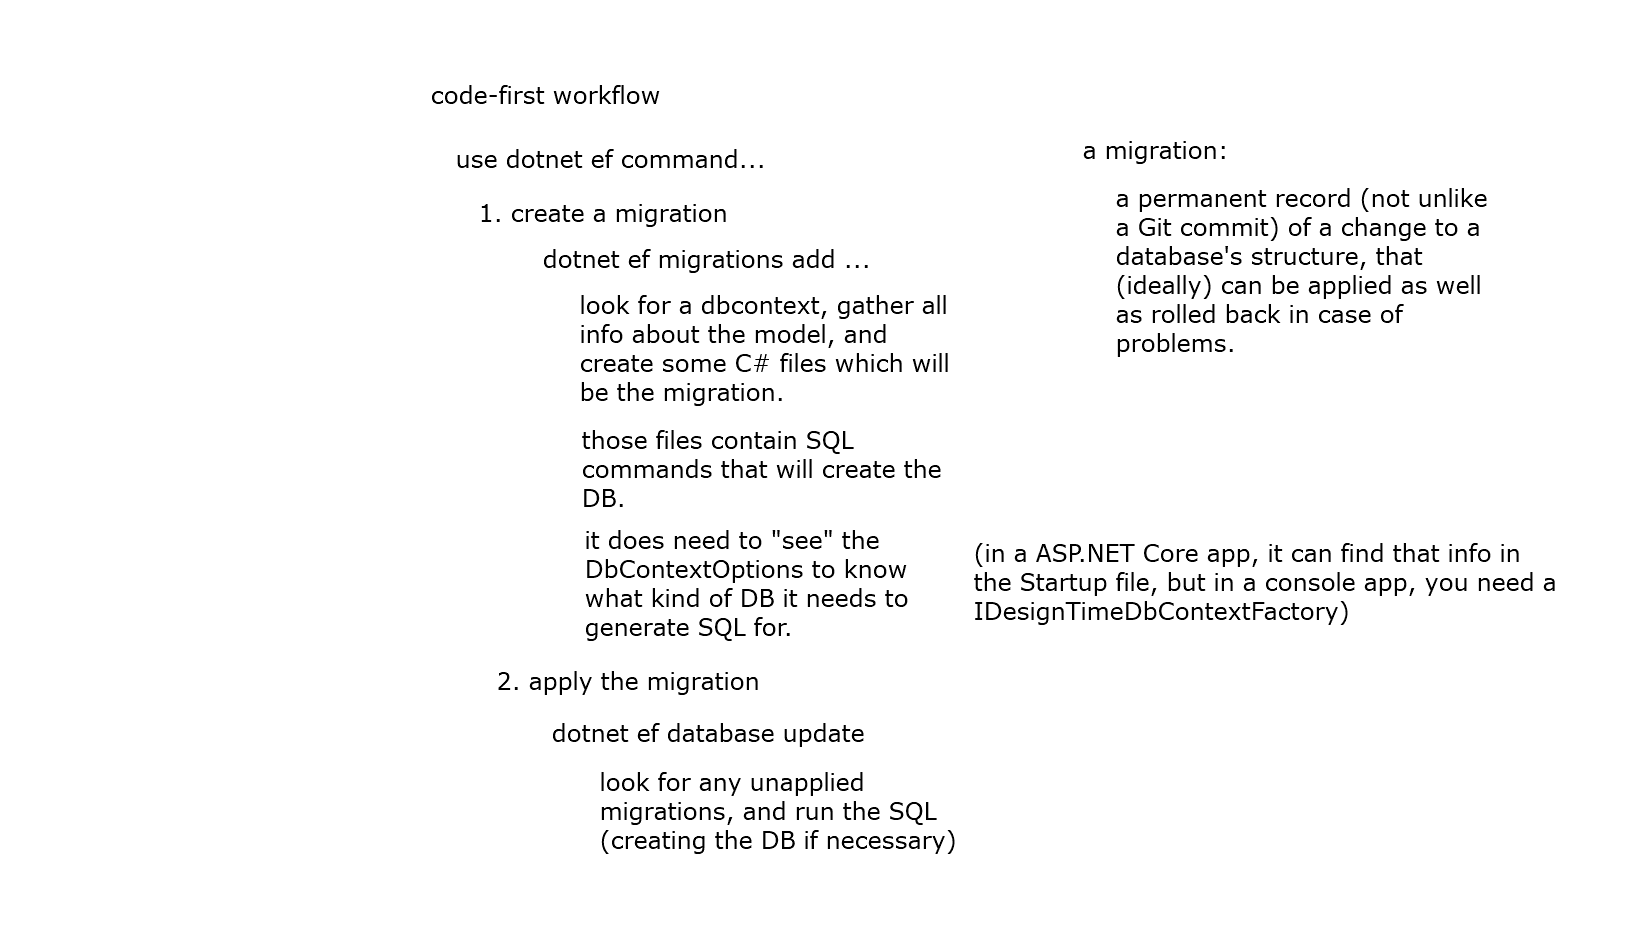 code-first workflow
use dotnet ef command...
1. create a migration
dotnet ef migrations add ...
look for a dbcontext, gather all
info about the model, and
create some C# files which will
be the migration.
those files contain SQL
commands that will create the
DB.
it does need to "see" the
DbContextOptions to know
what kind of DB it needs to
generate SQL for.
(in a ASP.NET Core app, it can find that info in
the Startup file, but in a console app, you need a
IDesignTimeDbContextFactory)
2. apply the migration
dotnet ef database update
look for any unapplied
migrations, and run the SQL
(creating the DB if necessary)
a migration:
a permanent record (not unlike
a Git commit) of a change to a
database's structure, that
(ideally) can be applied as well
as rolled back in case of
problems.